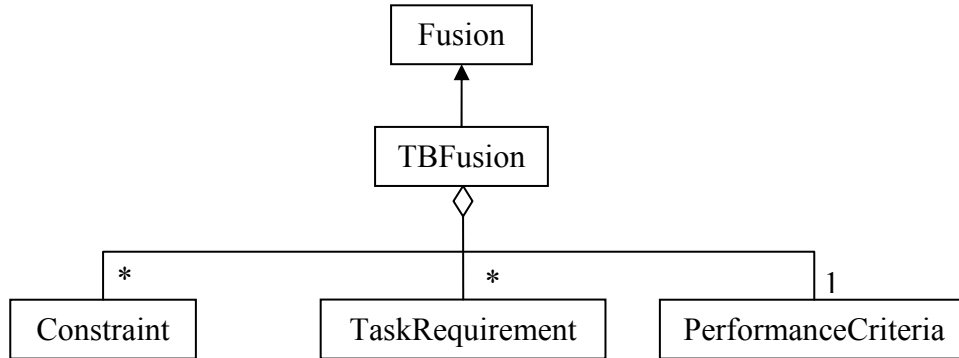 Fusion
TBFusion
* * 1
Constraint TaskRequirement PerformanceCriteria